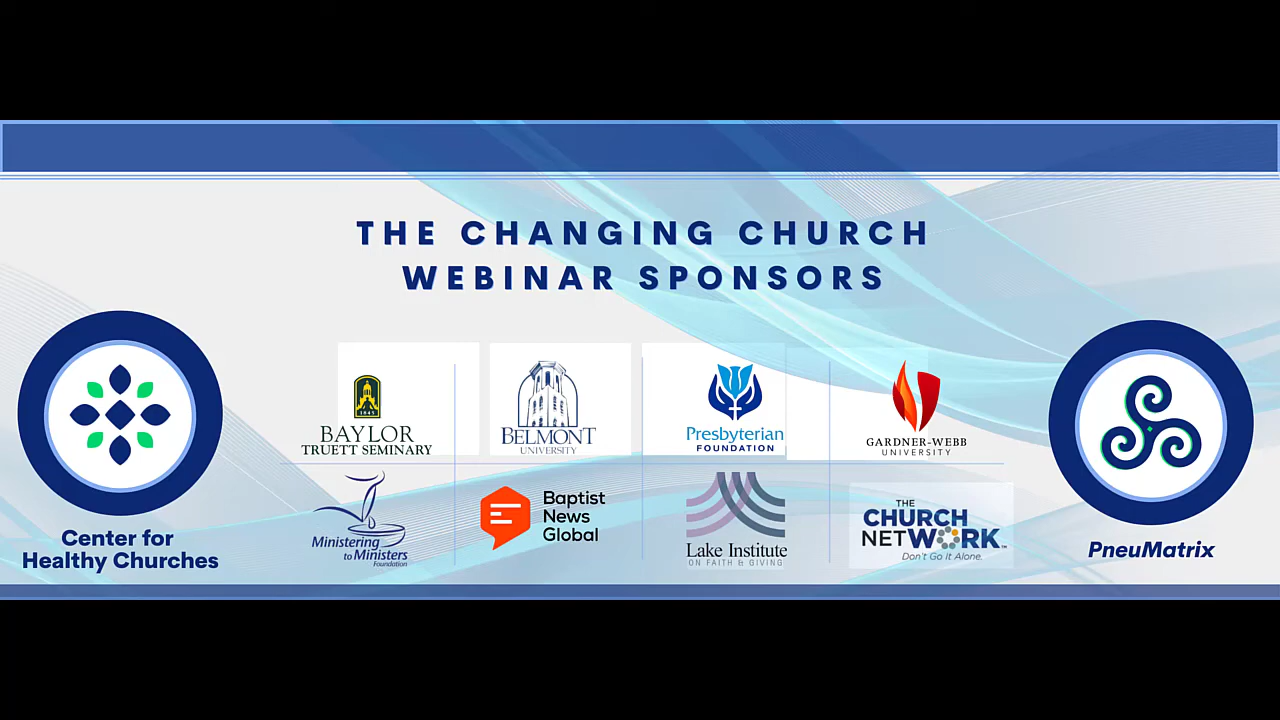 THE CHANGING CHURCH
WEBINAR SPONSORS
Center for
Healthy Churches
1845
BAYLOR
TRUETT SEMINARY
BELMONT
UNIVERSITY
Presbyterian
FOUNDATION
GARDNER-WEBB
UNIVERSITY
Ministering
to Ministers
Foundation
Baptist
News
Global
Lake Institute
ON FAITH & GIVING
THE
CHURCH
NETWORK™
Don't Go It Alone.
PneuMatrix